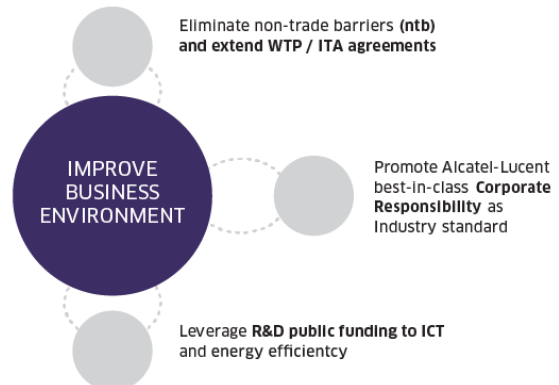 Eliminate non-trade barriers (ntb)
and extend WTP / ITA agreements
IMPROVE
BUSINESS
ENVIRONMENT
Promote Alcatel-Lucent
best-in-class Corporate
Responsibility as
Industry standard
Leverage R&D public funding to ICT
and energy efficientcy